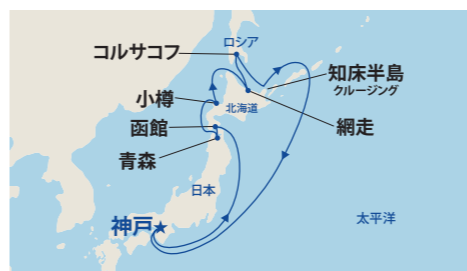 コルサコフ
ロシア
知床半島
クルージング
小樽
北海道
函館
網走
青森
日本
神戸★
太平洋